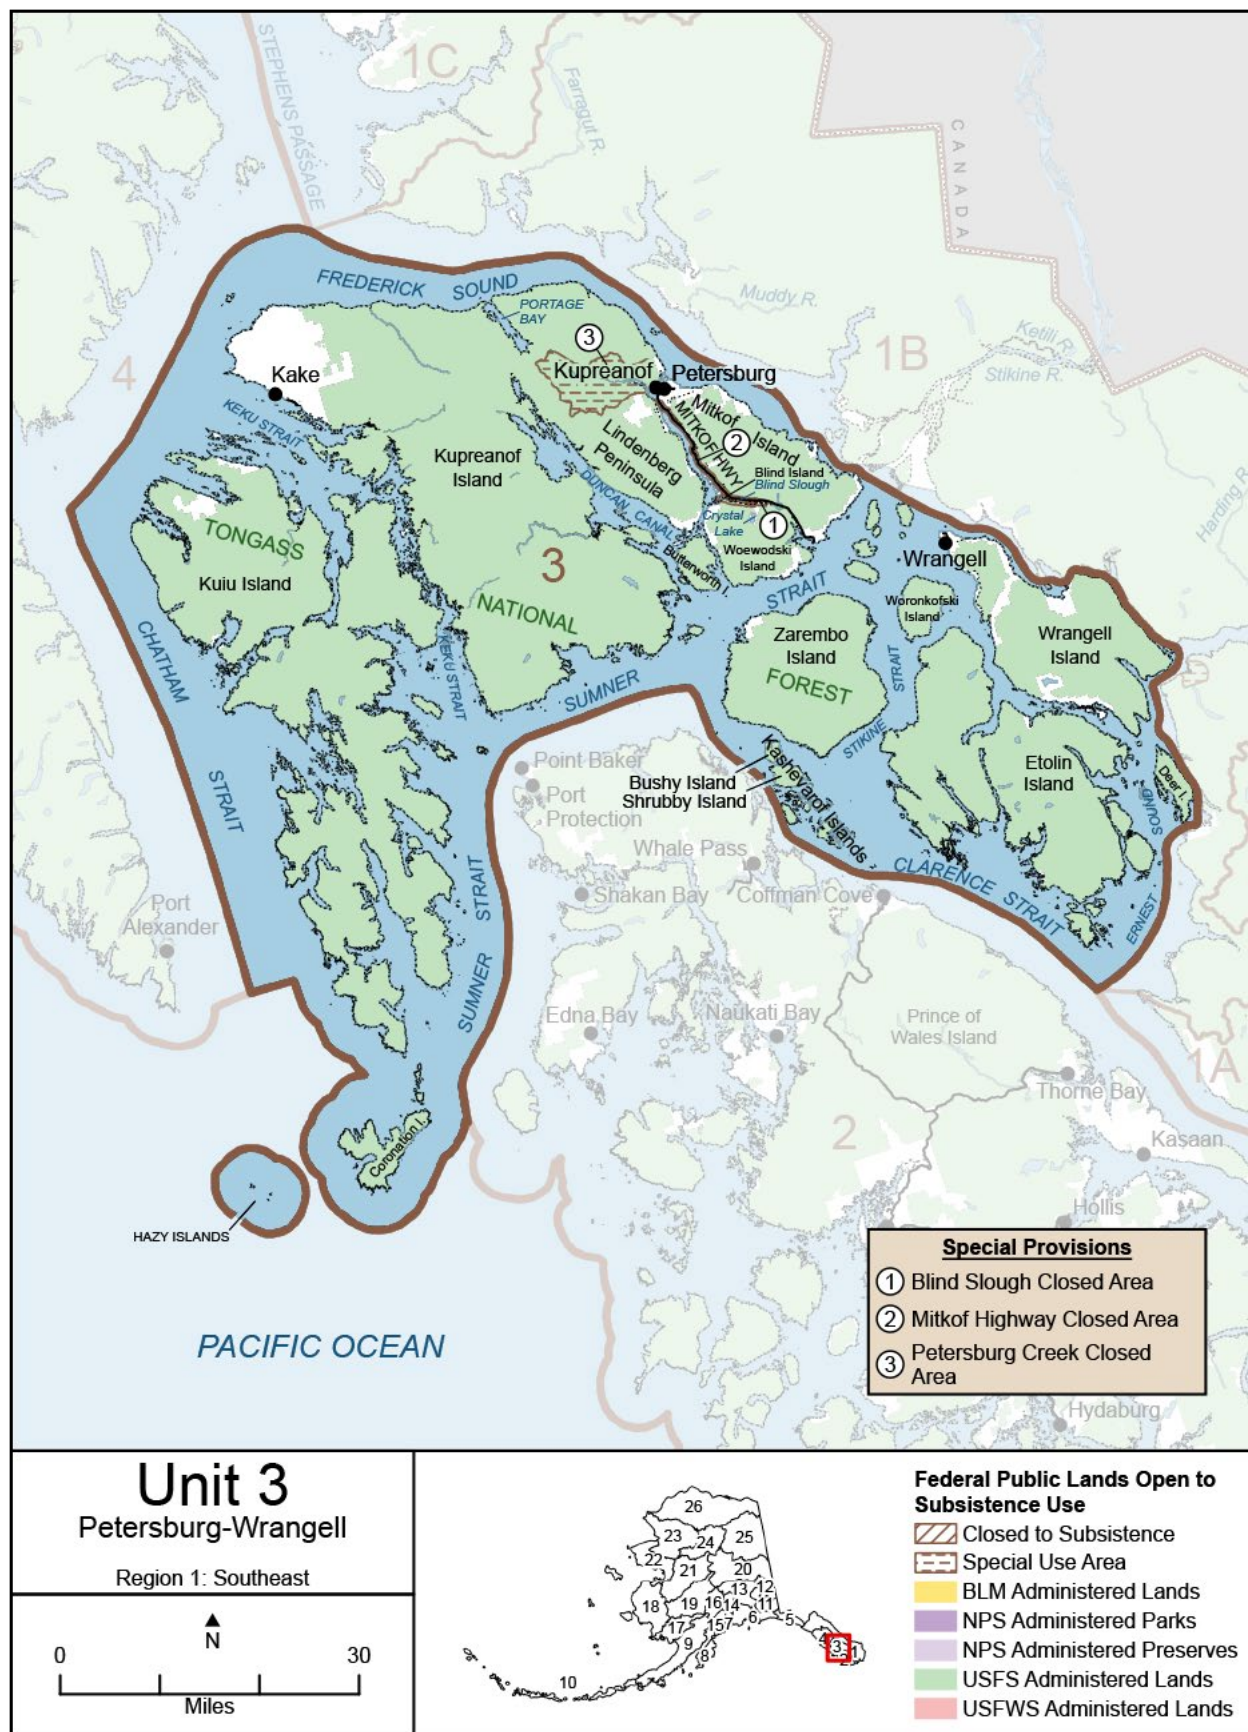 1C
STEPHENS PASSAGE
Farragut R.
CANADA
FREDERICK SOUND
PORTAGE
BAY
Muddy R.
Ketili R.
Stikine R.
1B
4
3
Kupreanof
Petersburg
Kake
KEKU STRAIT
Mitkof Island
MITKOF HWY
2
Lindenberg
Peninsula
Kupreanof
Island
Blind Island
Blind Slough
Harding R.
DUNCAN CANAL
Crystal
Lake
1
TONGASS
Kuiu Island
Woewodski
Island
Butterworth I.
Wrangell
3
NATIONAL
STRAIT
Woronkofski
Island
Zarembo
Island
FOREST
Wrangell
Island
CHATHAM
STRAIT
KEKU STRAIT
SUMNER
STRAIT
STIKINE
Etolin
Island
Deer I.
SOUND
ERNEST
Kashevarof Islands
Bushy Island
Shrubby Island
Point Baker
Port
Protection
Whale Pass
CLARENCE STRAIT
Shakan Bay
Coffman Cove
Port
Alexander
SUMNER STRAIT
Edna Bay
Naukati Bay
Prince of
Wales Island
1A
Thorne Bay
Coronation I.
2
Kasaan
Hollis
HAZY ISLANDS
PACIFIC OCEAN
Hydaburg
Special Provisions
1 Blind Slough Closed Area
2 Mitkof Highway Closed Area
3 Petersburg Creek Closed
Area
Unit 3
Petersburg-Wrangell
Region 1: Southeast
N
0 30
Miles
26
23
24
25
22
21
20
18
19
16
13
12
14
11
17
15
7
6
5
9
8
10
4
3
1
2
Federal Public Lands Open to
Subsistence Use
Closed to Subsistence
Special Use Area
BLM Administered Lands
NPS Administered Parks
NPS Administered Preserves
USFS Administered Lands
USFWS Administered Lands